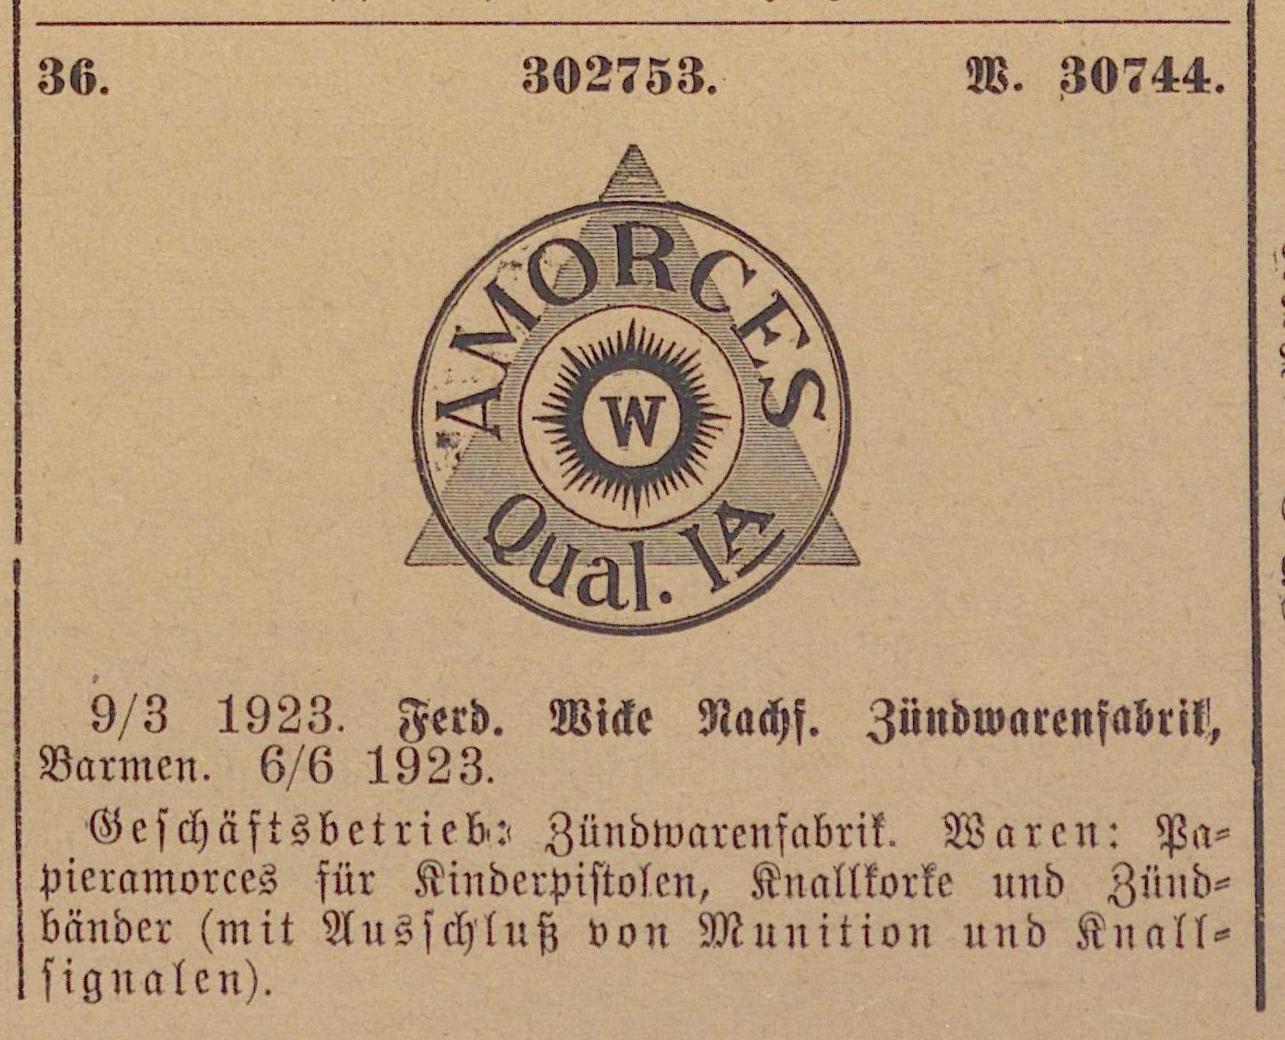 36. 302753. W. 30744.
AMORCES
W
Qual. IA
9/3 1923. Ferd. Wicke Nachf. Zündwarenfabrik,
Barmen. 6/6 1923.
Geschäftsbetrieb: Zündwarenfabrik. Waren: Pa-
pieramorces für Kinderpistolen, Knallkorke und Zünd-
bänder (mit Ausschluß von Munition und Knall-
signalen).